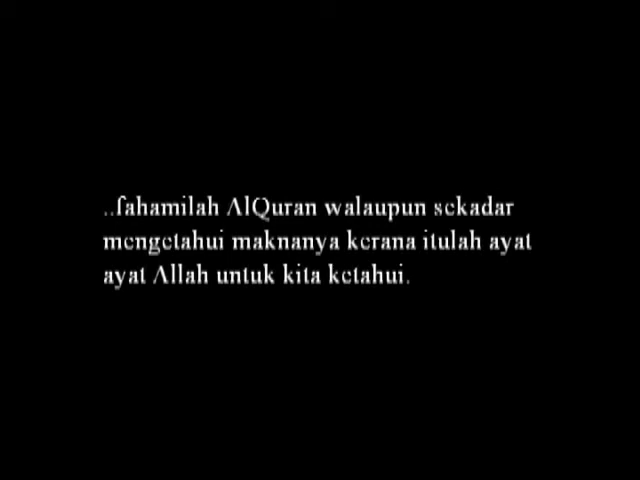 ..fahamilah AlQuran walaupun sekadar
mengetahui maknanya kerana itulah ayat
ayat Allah untuk kita ketahui.